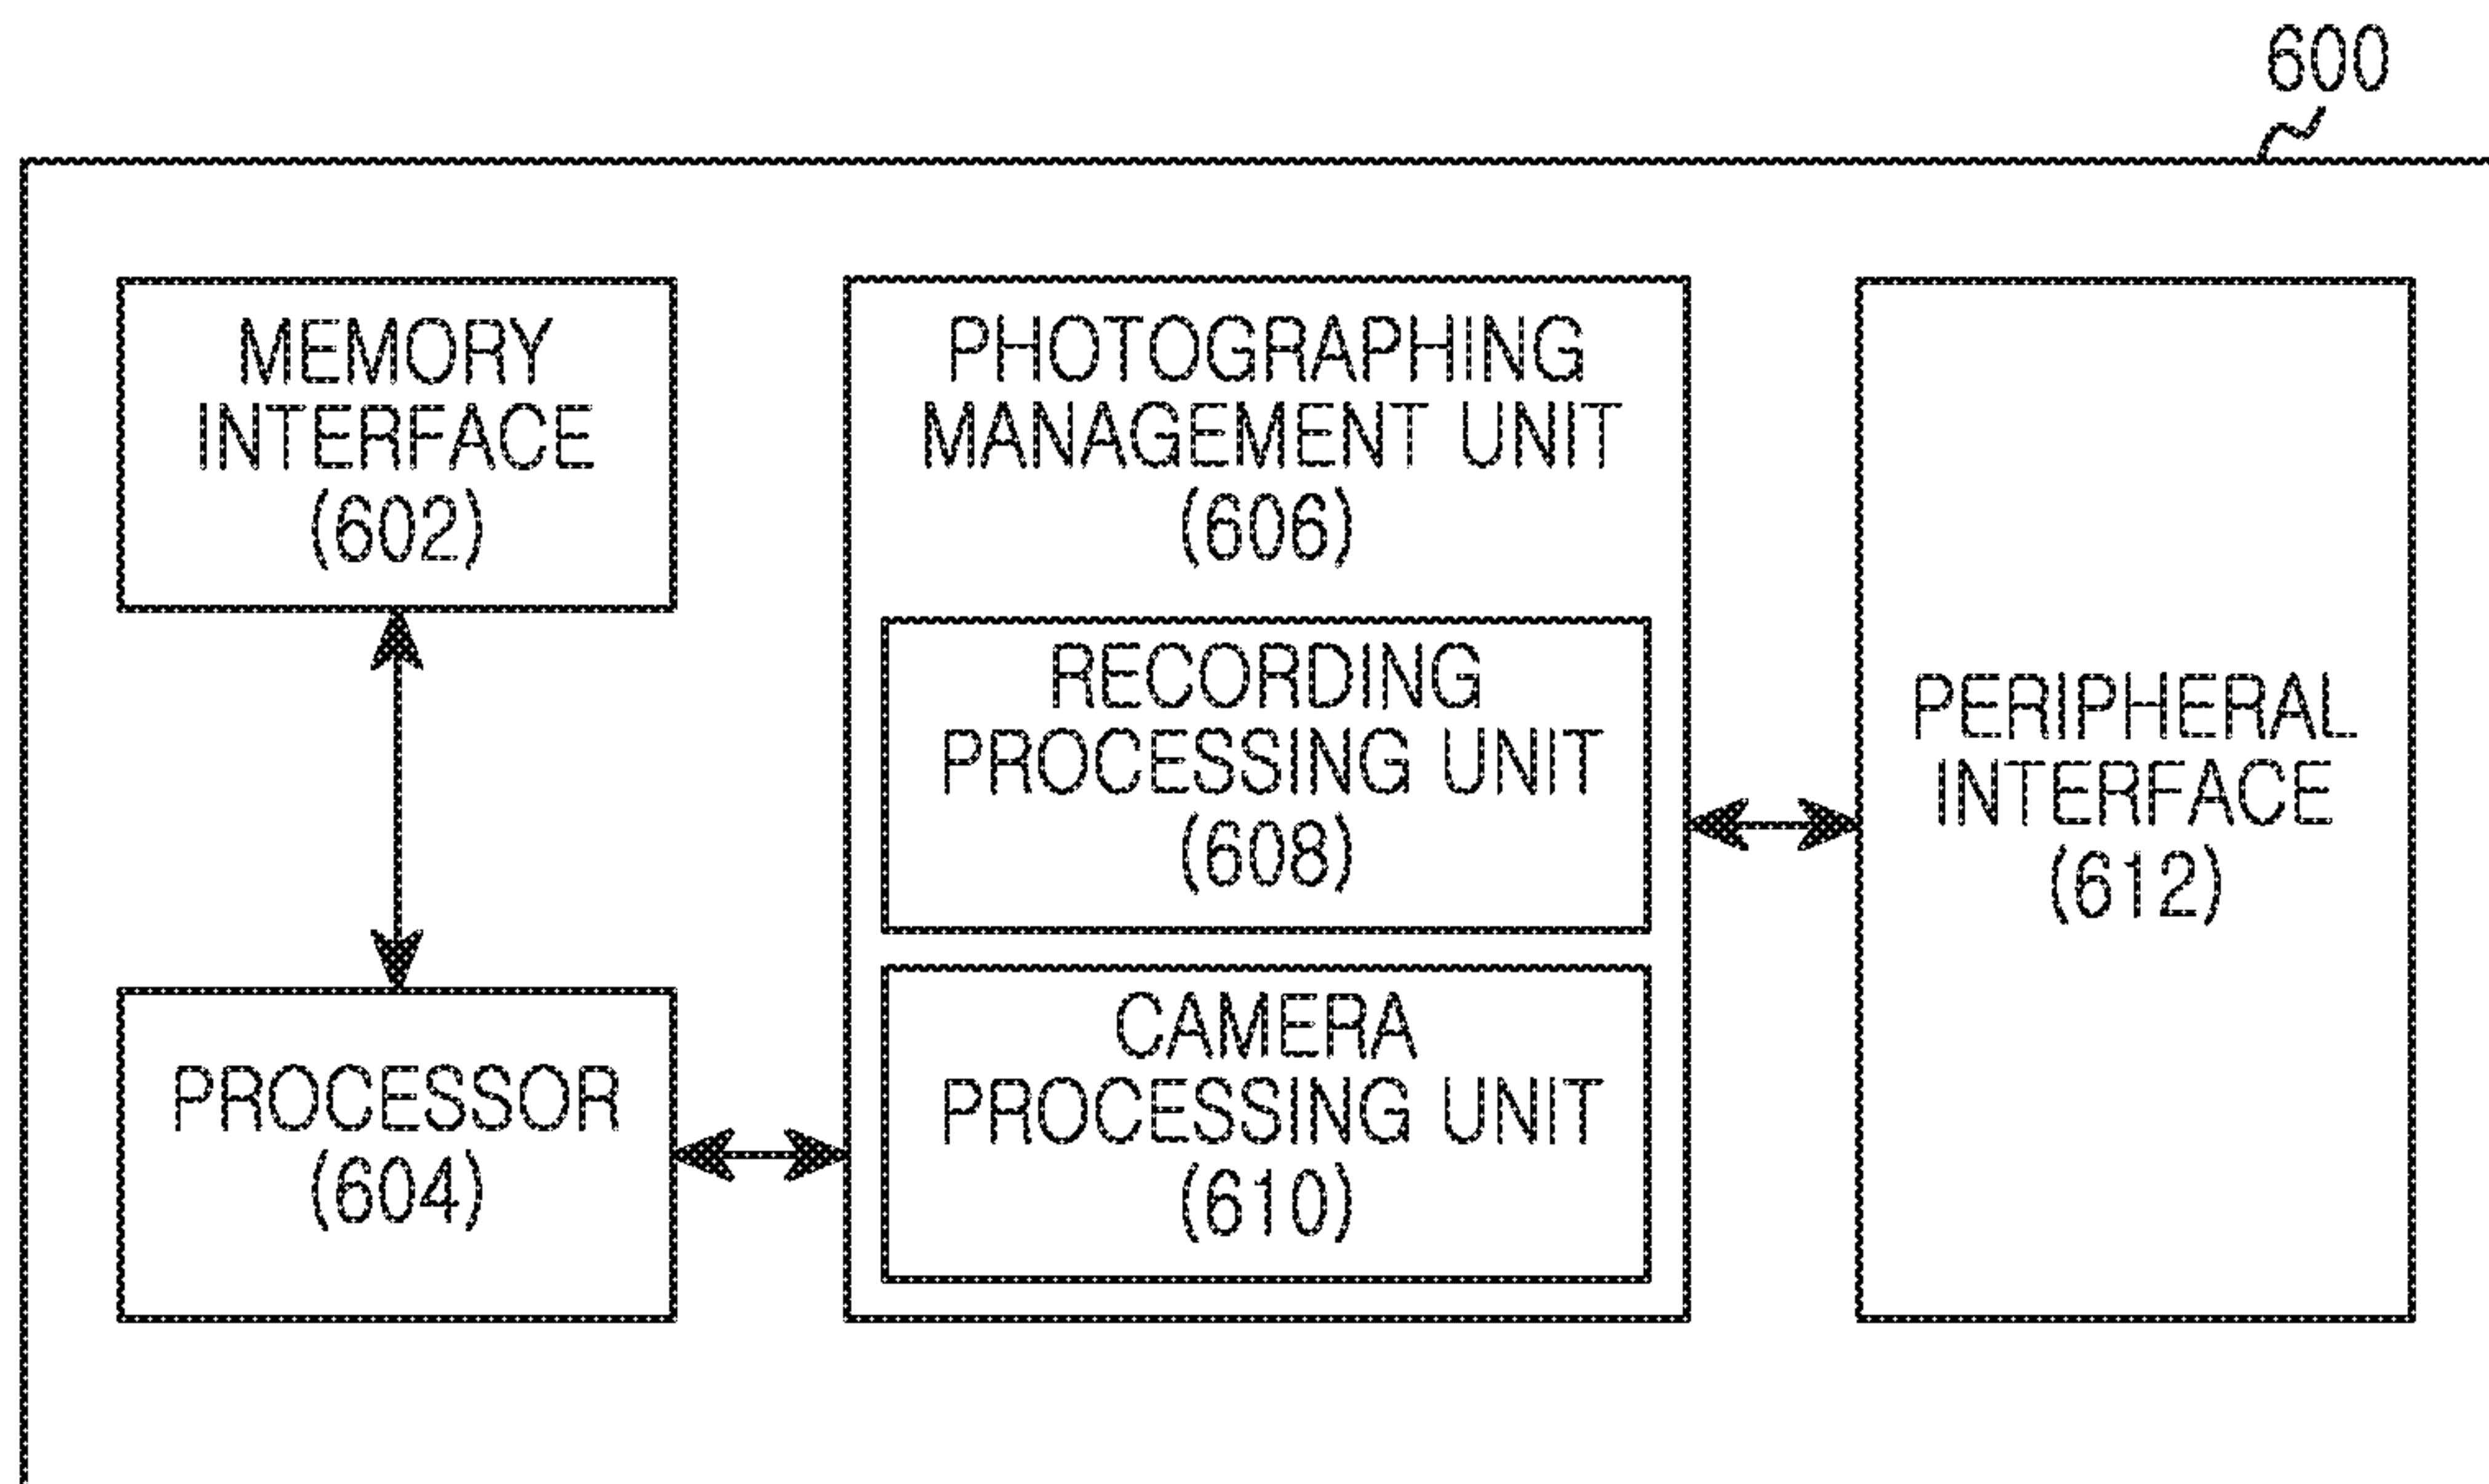 600
MEMORY
INTERFACE
(602)
PROCESSOR
(604)
PHOTOGRAPHING
MANAGEMENT UNIT
(606)
RECORDING
PROCESSING UNIT
(608)
CAMERA
PROCESSING UNIT
(610)
PERIPHERAL
INTERFACE
(612)